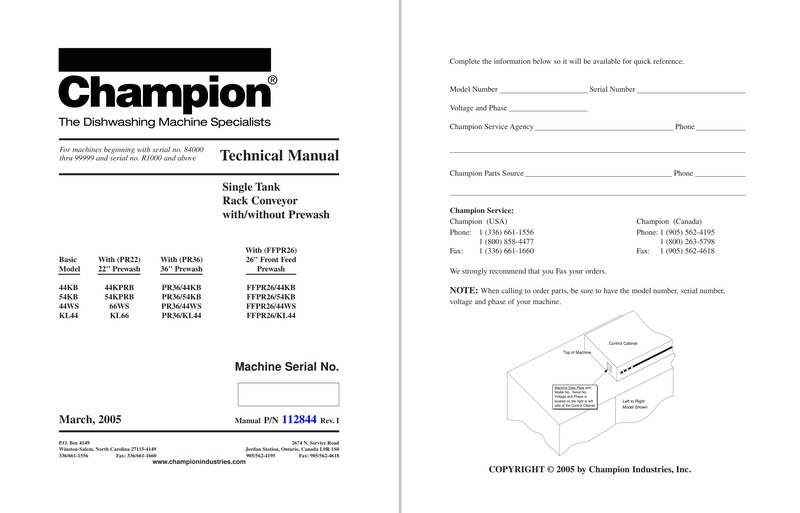 Champion®
The Dishwashing Machine Specialists
For machines beginning with serial no. 84000
thru 99999 and serial no. R1000 and above
Technical Manual
Single Tank
Rack Conveyor
with/without Prewash
Basic Model With (PR22) 22" Prewash With (PR36) 36" Prewash With (FFPR26) 26" Front Feed Prewash
44KB 44KPRB PR36/44KB FFPR26/44KB
54KB 54KPRB PR36/54KB FFPR26/54KB
44WS 66WS PR36/44WS FFPR26/44WS
KL44 KL66 PR36/KL44 FFPR26/KL44
Machine Serial No.
March, 2005 Manual P/N 112844 Rev. I
P.O. Box 4149
Winston-Salem, North Carolina 27115-4149
336/661-1556 Fax: 336/661-1660
2674 N. Service Road
Jordan Station, Ontario, Canada L0R 1S0
905/562-4195 Fax: 905/562-4618
www.championindustries.com
Complete the information below so it will be available for quick reference.
Model Number Serial Number
Voltage and Phase
Champion Service Agency Phone
Champion Parts Source Phone
Champion Service:
Champion (USA) Champion (Canada)
Phone: 1 (336) 661-1556 Phone: 1 (905) 562-4195
1 (800) 858-4477 1 (800) 263-5798
Fax: 1 (336) 661-1660 Fax: 1 (905) 562-4618
We strongly recommend that you Fax your orders.
NOTE: When calling to order parts, be sure to have the model number, serial number,
voltage and phase of your machine.
Control Cabinet
Top of Machine
Machine Data Plate with
Model No., Serial No.,
Voltage and Phase is
located on the right or left
side of the Control Cabinet
Left to Right
Model Shown
COPYRIGHT © 2005 by Champion Industries, Inc.